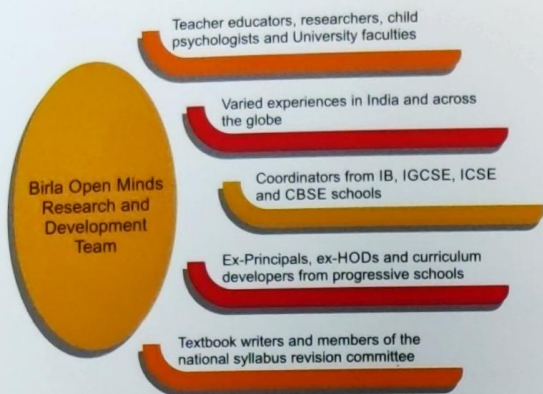 Teacher educators, researchers, child
psychologists and University faculties
Varied experiences in India and across
the globe
Birla Open Minds
Research and
Development
Team
Coordinators from IB, IGCSE, ICSE
and CBSE schools
Ex-Principals, ex-HODs and curriculum
developers from progressive schools
Textbook writers and members of the
national syllabus revision committee